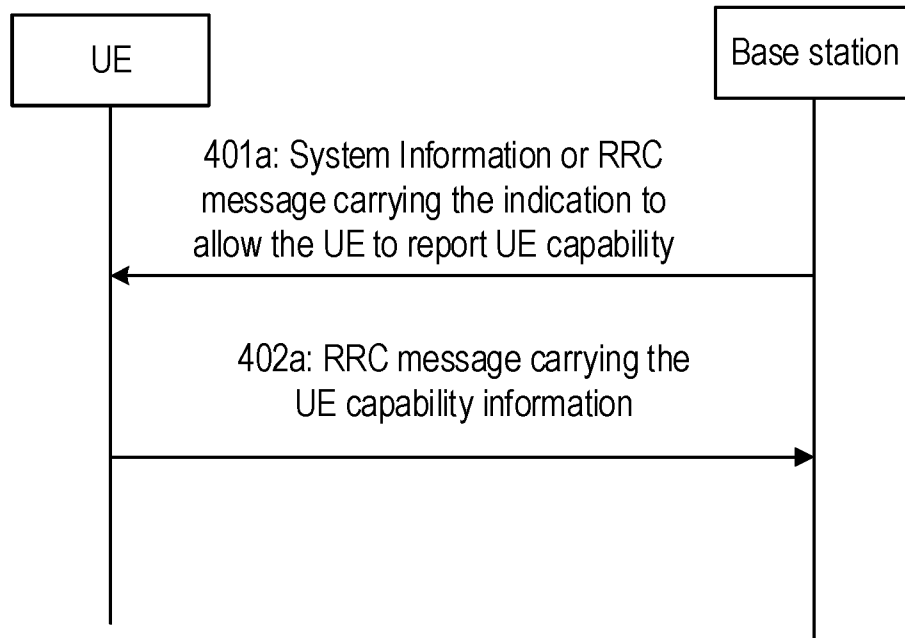 UE
Base station
401a: System Information or RRC
message carrying the indication to
allow the UE to report UE capability
402a: RRC message carrying the
UE capability information